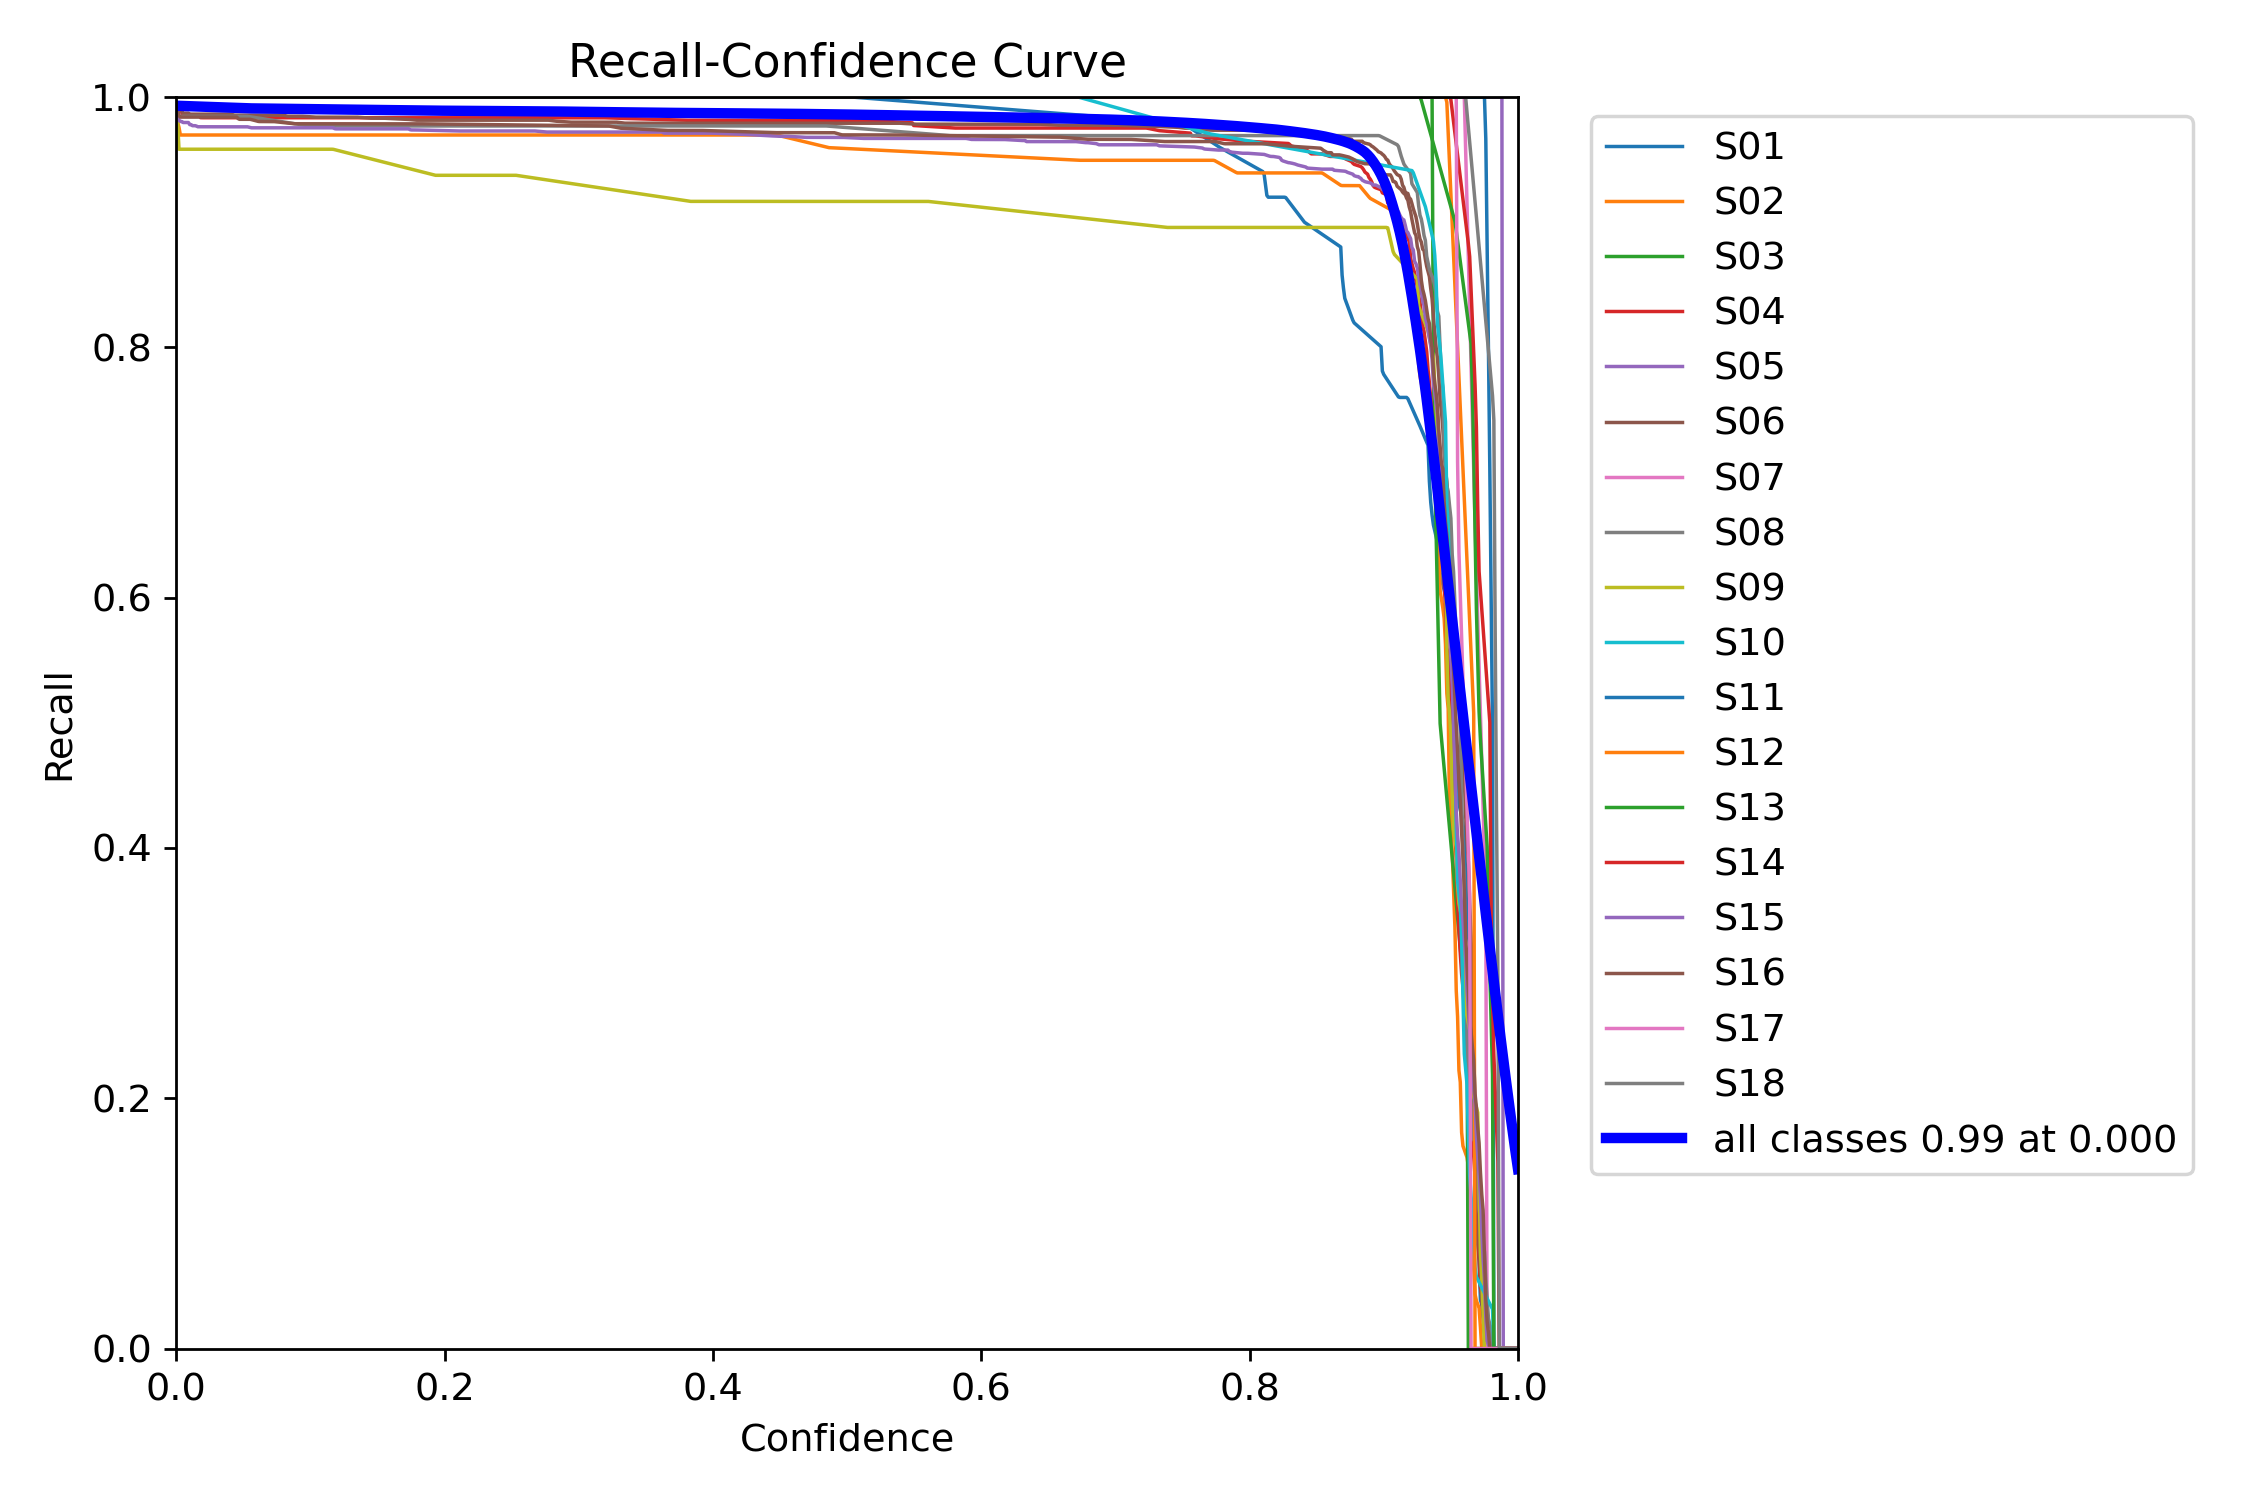 Recall-Confidence Curve
1.0
0.8
0.6
0.4
0.2
0.0
Recall
0.0 0.2 0.4 0.6 0.8 1.0
Confidence
S01
S02
S03
S04
S05
S06
S07
S08
S09
S10
S11
S12
S13
S14
S15
S16
S17
S18
all classes 0.99 at 0.000